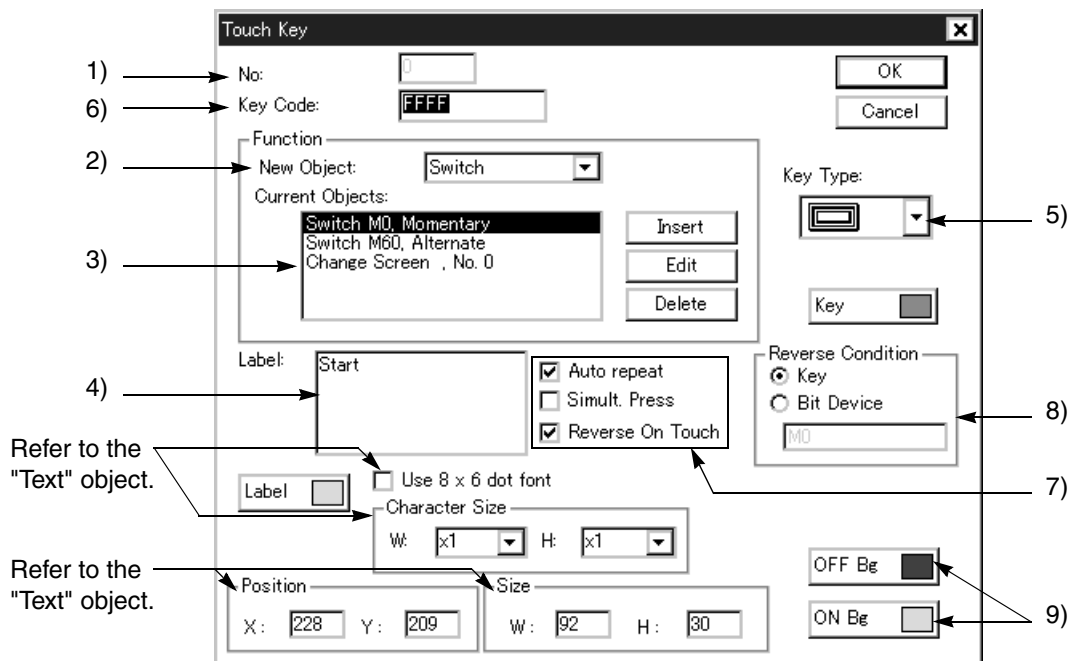 Touch Key
1)
No:
0
OK
6)
Key Code:
FFFF
Cancel
Function
2)
New Object:
Switch
Key Type:
Current Objects:
5)
Switch M0, Momentary
Insert
Switch M60, Alternate
3)
Change Screen , No. 0
Edit
Delete
Key
Label:
Start
Reverse Condition
Auto repeat
Key
4)
Simult. Press
Bit Device
8)
Reverse On Touch
M0
Refer to the
"Text" object.
Use 8 x 6 dot font
7)
Label
Character Size
W:
x1
H:
x1
OFF Bg
Refer to the
"Text" object.
Position
Size
X :
228
Y :
209
W :
92
H :
30
ON Bg
9)